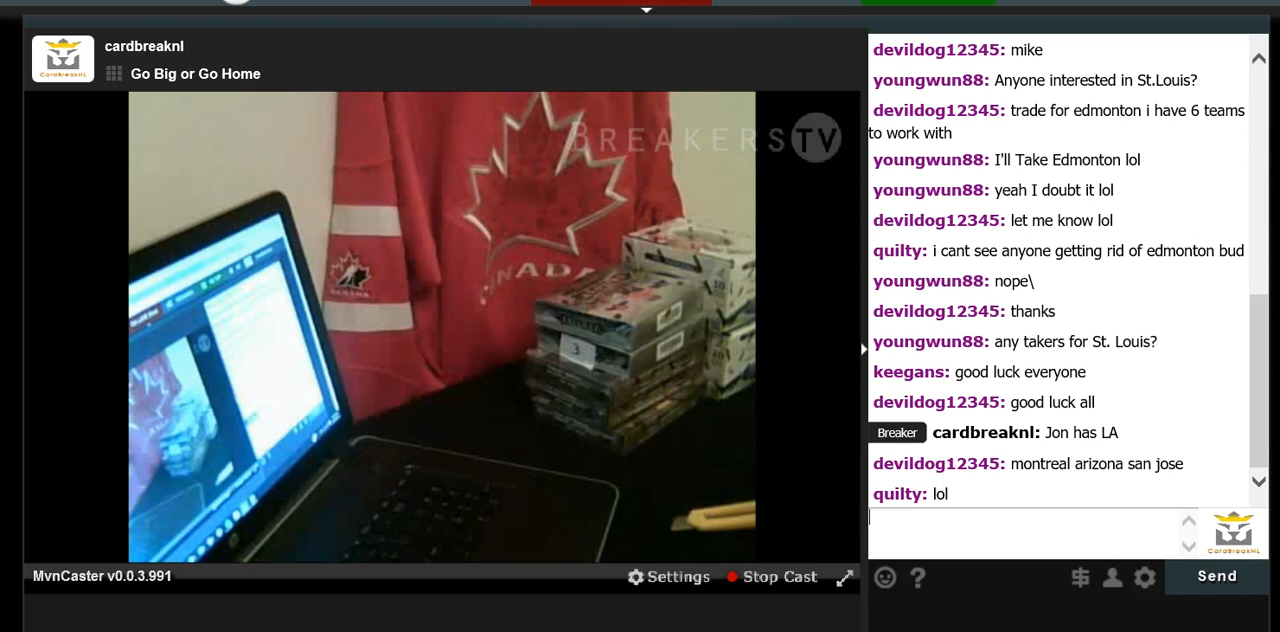 cardbreaknl
CardBreakNL
Go Big or Go Home
BREAKERSTV
CANADA
CANADA
10
10
3
MvnCaster v0.0.3.991
Settings
Stop Cast
devildog12345: mike
youngwun88: Anyone interested in St.Louis?
devildog12345: trade for edmonton i have 6 teams
to work with
youngwun88: I'll Take Edmonton lol
youngwun88: yeah I doubt it lol
devildog12345: let me know lol
quilty: i cant see anyone getting rid of edmonton bud
youngwun88: nope\
devildog12345: thanks
youngwun88: any takers for St. Louis?
keegans: good luck everyone
devildog12345: good luck all
Breaker cardbreaknl: Jon has LA
devildog12345: montreal arizona san jose
quilty: lol
CardBreakNL
?
Send